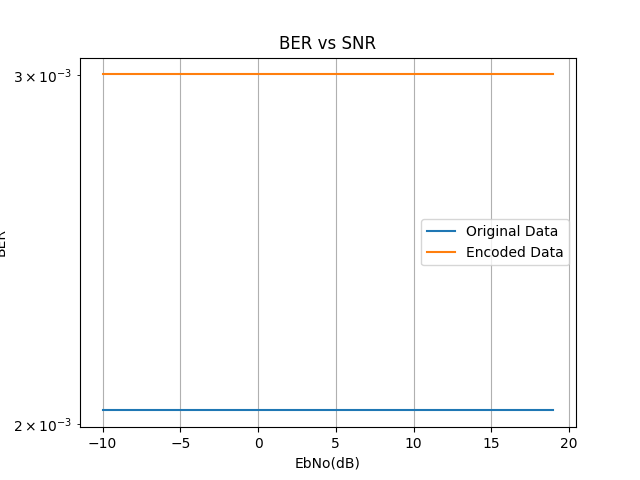 BER vs SNR
3 × 10⁻³
BER
Original Data
Encoded Data
2 × 10⁻³
−10 −5 0 5 10 15 20
EbNo(dB)